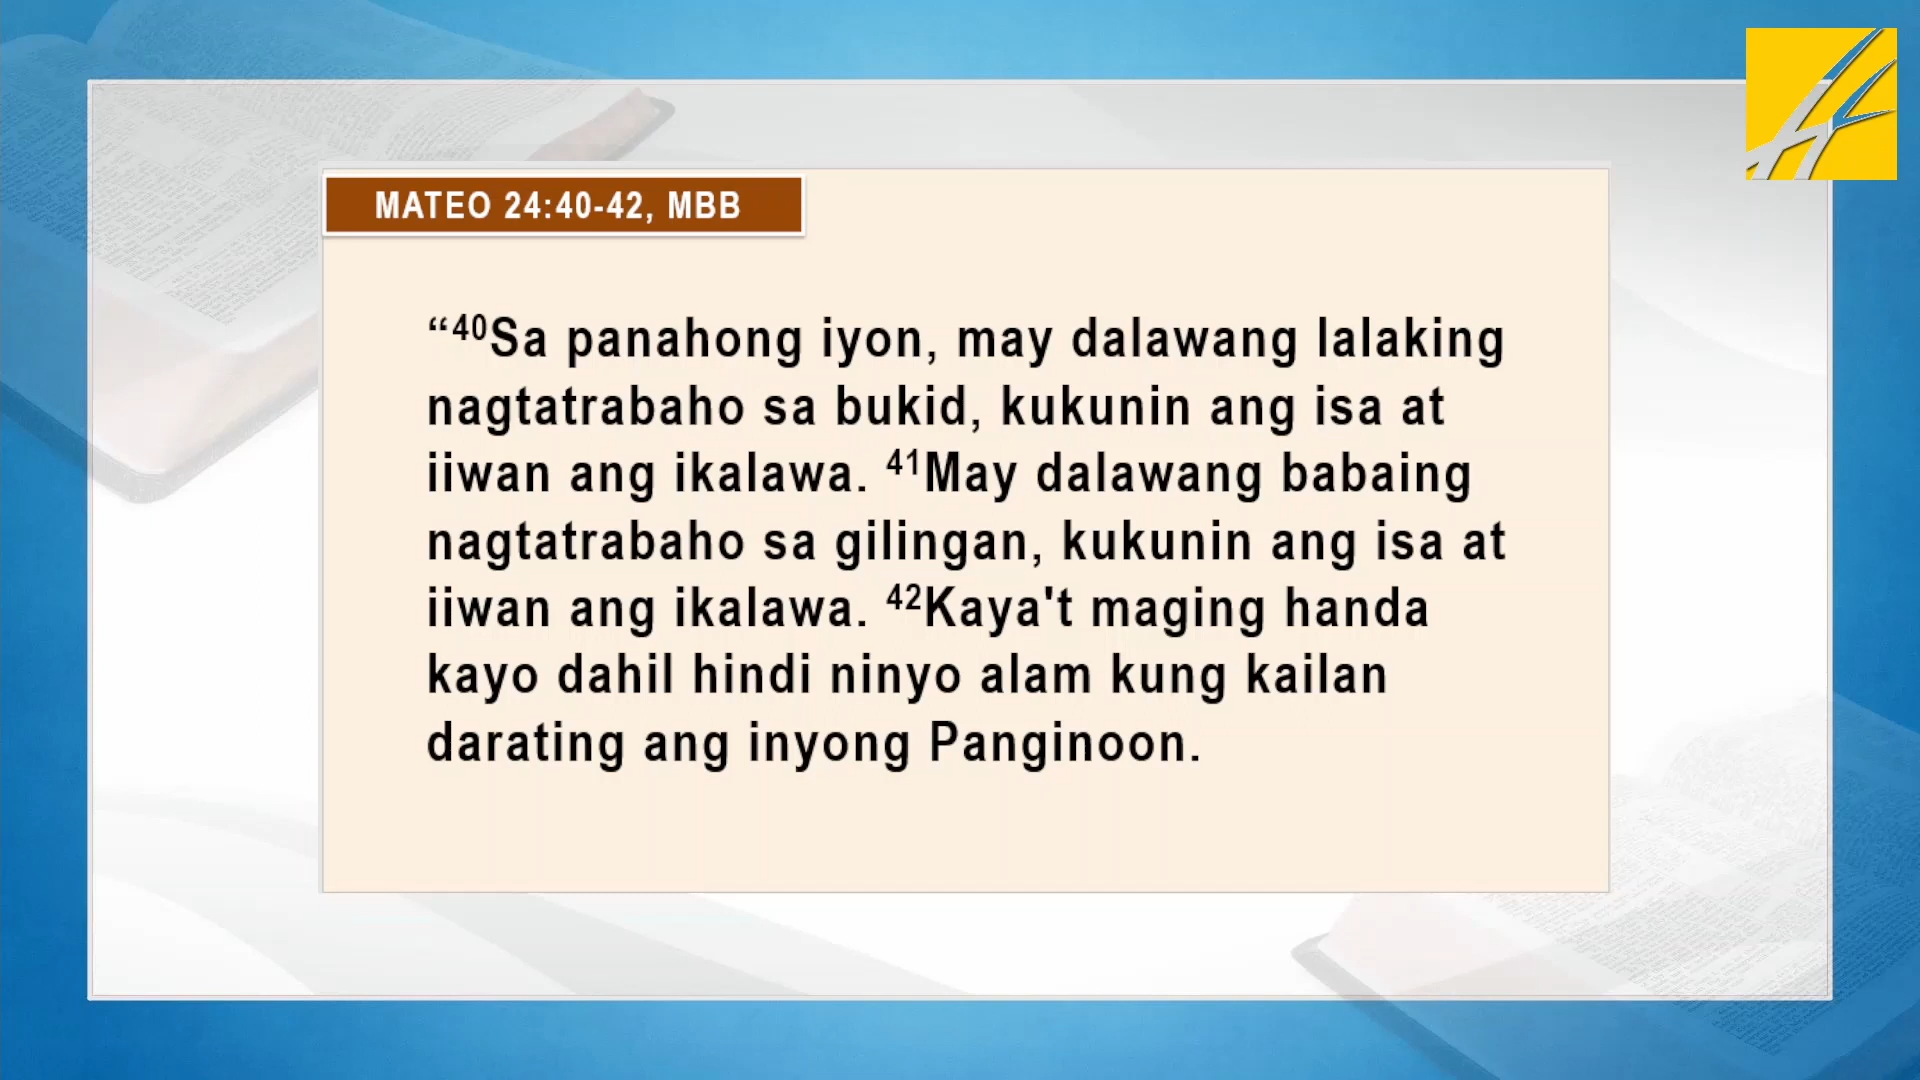 MATEO 24:40-42, MBB
“⁴⁰Sa panahong iyon, may dalawang lalaking
nagtatrabaho sa bukid, kukunin ang isa at
iiwan ang ikalawa. ⁴¹May dalawang babaing
nagtatrabaho sa gilingan, kukunin ang isa at
iiwan ang ikalawa. ⁴²Kaya't maging handa
kayo dahil hindi ninyo alam kung kailan
darating ang inyong Panginoon.